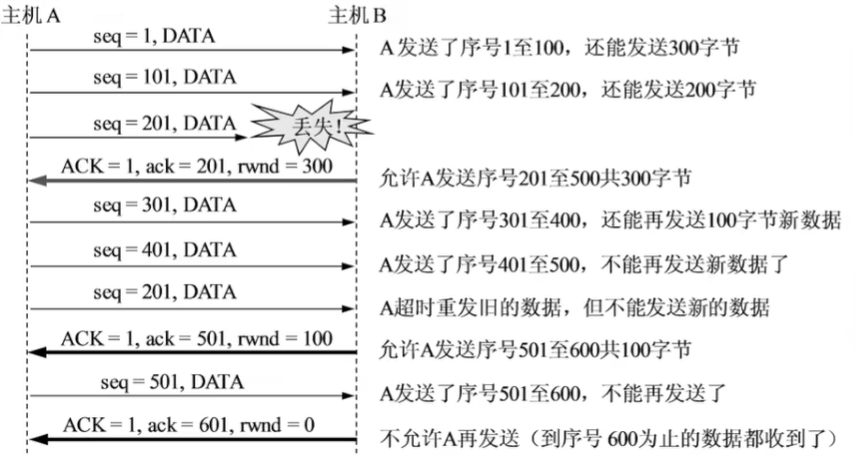 主机A 主机B
seq = 1, DATA
A发送了序号1至100，还能发送300字节
seq = 101, DATA
A发送了序号101至200，还能发送200字节
seq = 201, DATA 丢失!
ACK = 1, ack = 201, rwnd = 300
允许A发送序号201至500共300字节
seq = 301, DATA
A发送了序号301至400，还能再发送100字节新数据
seq = 401, DATA
A发送了序号401至500，不能再发送新数据了
seq = 201, DATA
A超时重发旧的数据，但不能发送新的数据
ACK = 1, ack = 501, rwnd = 100
允许A发送序号501至600共100字节
seq = 501, DATA
A发送了序号501至600，不能再发送了
ACK = 1, ack = 601, rwnd = 0
不允许A再发送（到序号 600为止的数据都收到了）